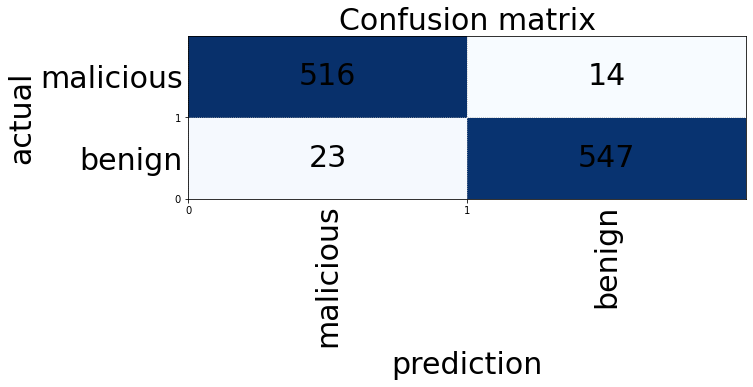 Confusion matrix
actual
malicious
516
14
1
benign
23
547
0
0
1
malicious
benign
prediction